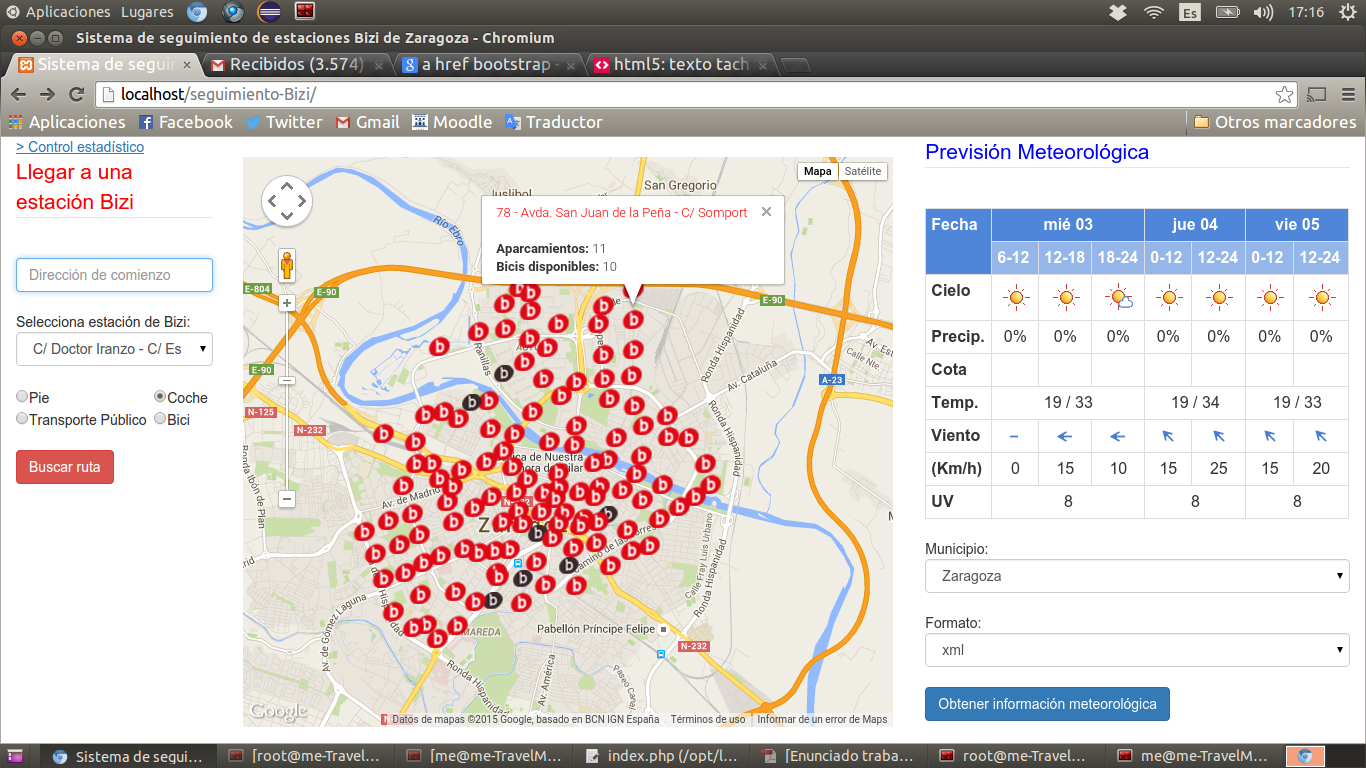 Aplicaciones Lugares Es 17:16
Sistema de seguimiento de estaciones Bizi de Zaragoza - Chromium
Sistema de seguir × Recibidos (3.574) × a href bootstrap - × html5: texto tach ×
localhost/seguimiento-Bizi/
Aplicaciones Facebook Twitter Gmail Moodle Traductor Otros marcadores
> Control estadístico
Llegar a una
estación Bizi
Dirección de comienzo
Selecciona estación de Bizi:
C/ Doctor Iranzo - C/ Es
Pie Coche
Transporte Público Bici
Buscar ruta
Mapa Satélite
San Gregorio
Juslibol
Río Ebro
78 - Avda. San Juan de la Peña - C/ Somport ×
Aparcamientos: 11
Bicis disponibles: 10
E-804 E-90 E-90
Ronda Hispanidad
Ranillas
Av. Cataluña
E-90
A-23
N-125
N-232
Ronda Hispanidad
Av. de Madrid
Camino de las Torres
Calle Fray Luis Urbano
Ronda Hispanidad
Av. de Gómez Laguna
Pabellón Príncipe Felipe
N-232
Ronda Hispanidad
Av. América
Google
Datos de mapas ©2015 Google, basado en BCN IGN España Términos de uso Informar de un error de Maps
Previsión Meteorológica
Fecha mié 03 jue 04 vie 05
6-12 12-18 18-24 0-12 12-24 0-12 12-24
Cielo
Precip. 0% 0% 0% 0% 0% 0% 0%
Cota
Temp. 19 / 33 19 / 34 19 / 33
Viento
(Km/h) 0 15 10 15 25 15 20
UV 8 8 8
Municipio:
Zaragoza
Formato:
xml
Obtener información meteorológica
Sistema de segui... [root@me-Travel... [me@me-TravelM... index.php (/opt/l... [Enunciado traba... root@me-Travel... me@me-TravelM...